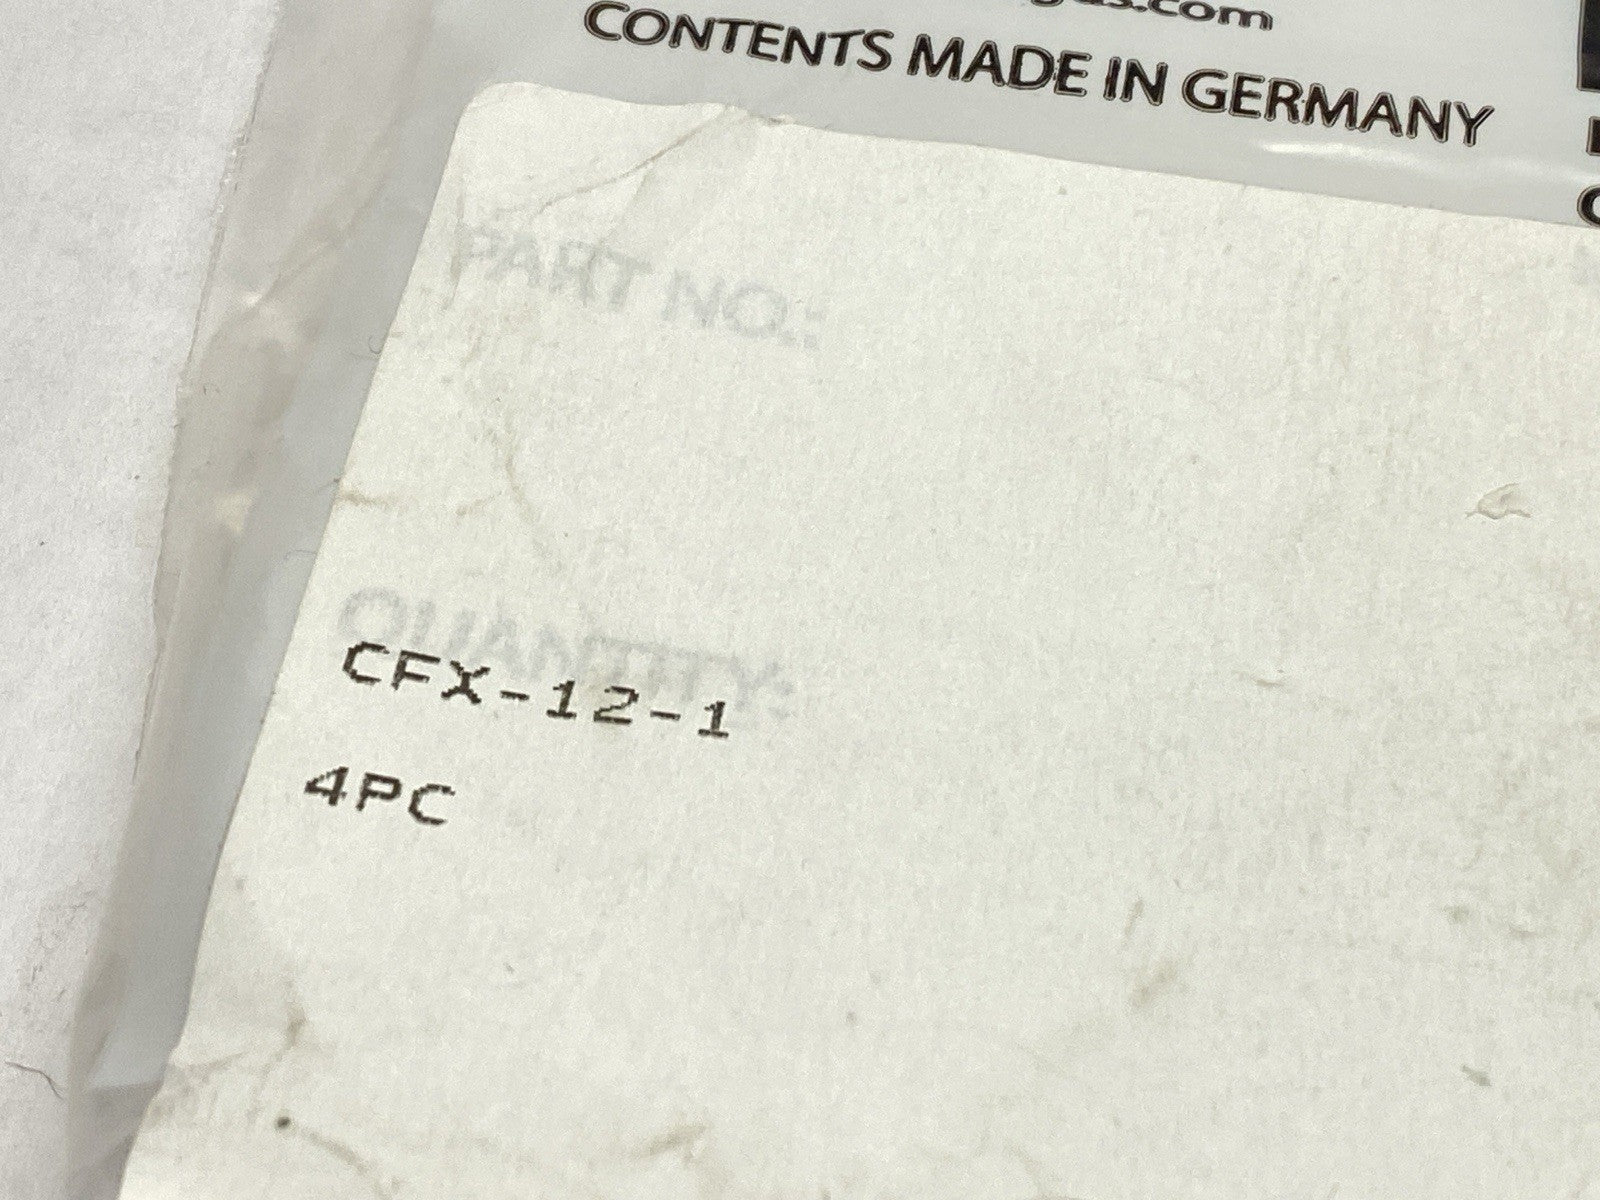 CONTENTS MADE IN GERMANY
PART NO.:
QUANTITY:
CFX-12-1
4PC